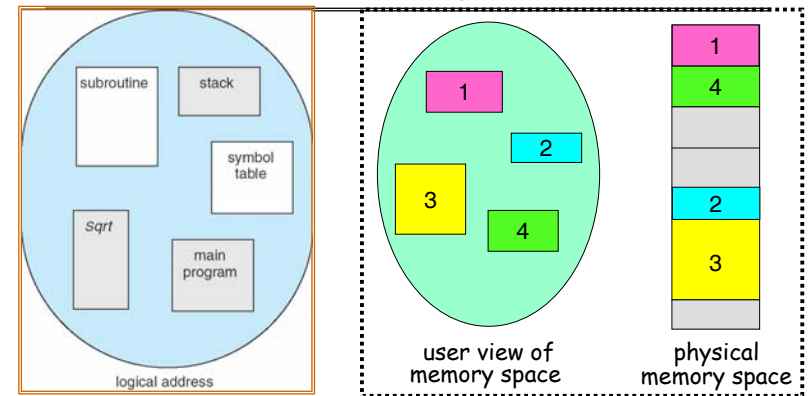 subroutine
stack
symbol
table
Sqrt
main
program
logical address
1
2
3
4
user view of
memory space
1
4
2
3
physical
memory space